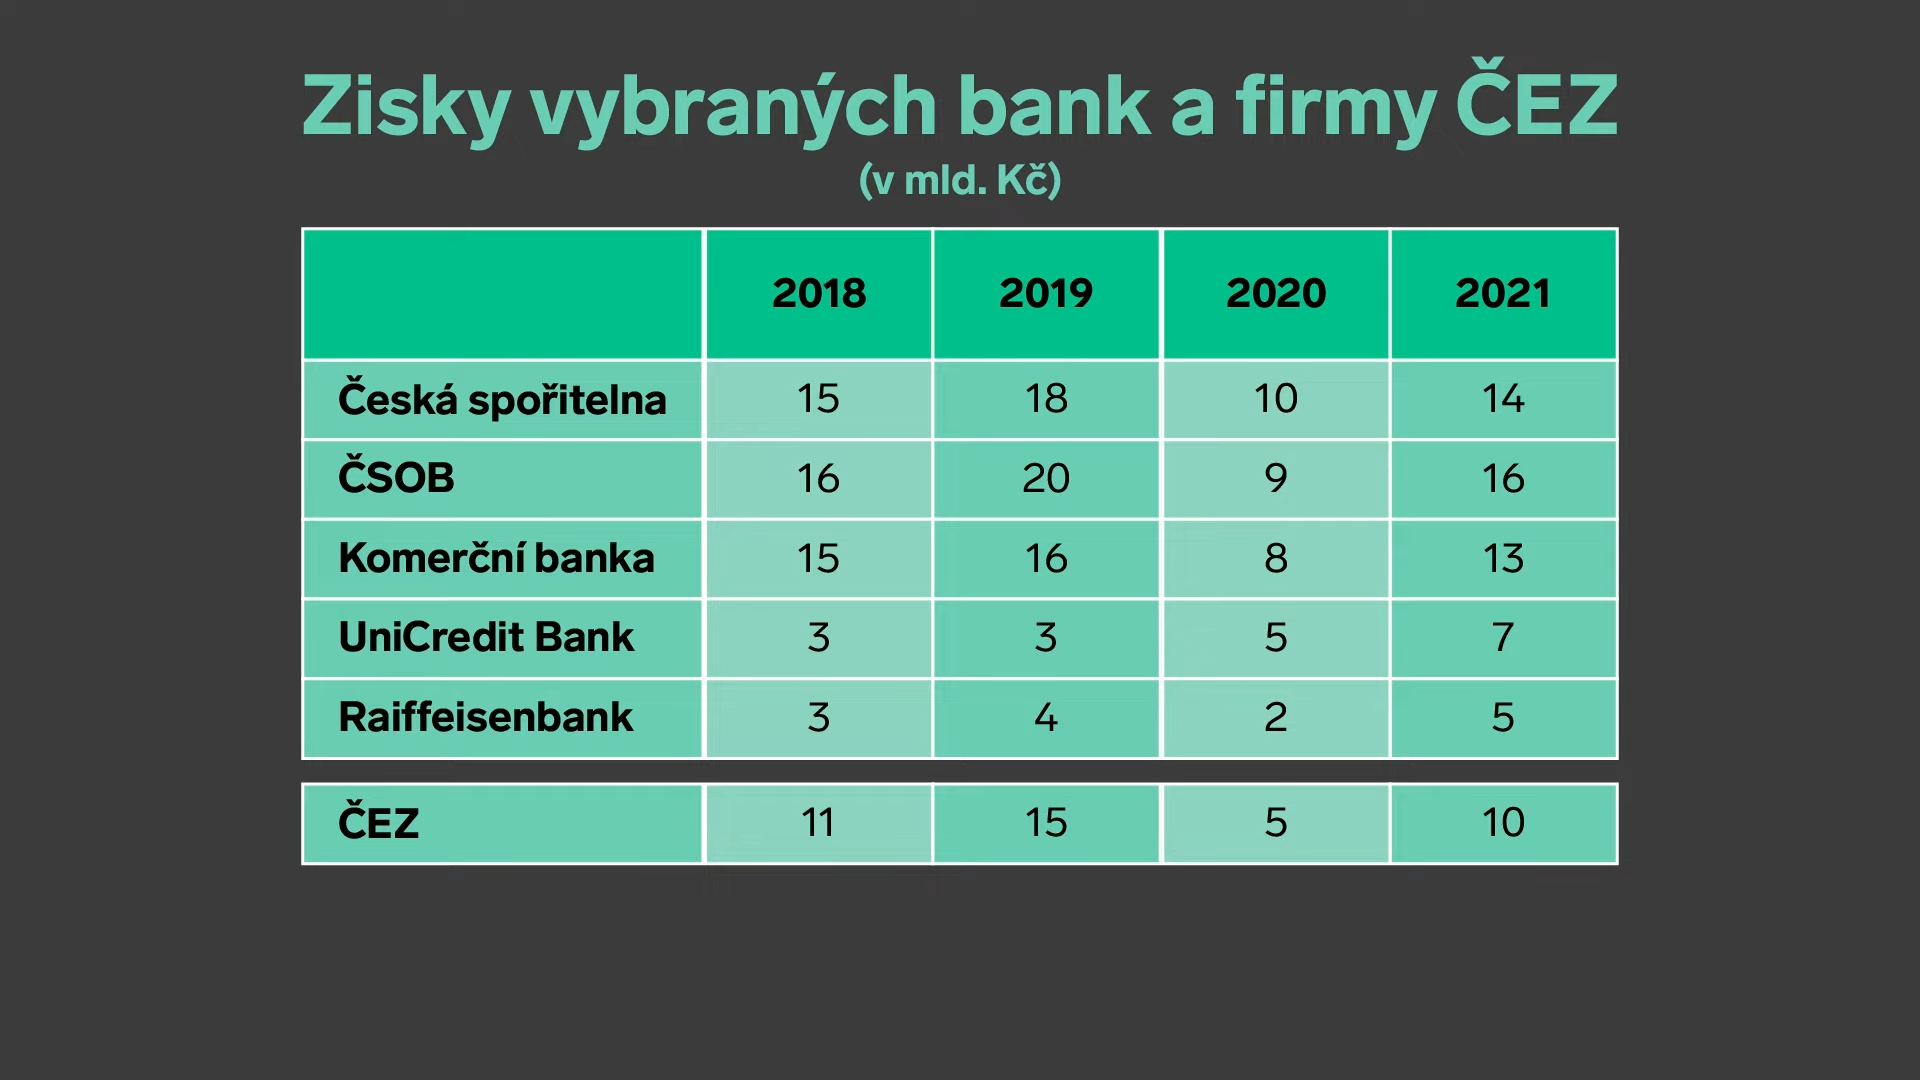 Zisky vybraných bank a firmy ČEZ
(v mld. Kč)
2018 2019 2020 2021
Česká spořitelna 15 18 10 14
ČSOB 16 20 9 16
Komerční banka 15 16 8 13
UniCredit Bank 3 3 5 7
Raiffeisenbank 3 4 2 5
ČEZ 11 15 5 10